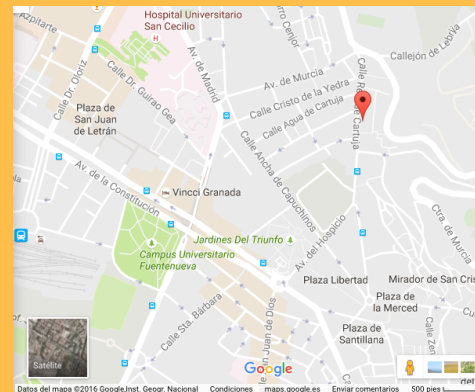 Azpitarte
Hospital Universitario
San Cecilio
H
Callejón de Lebrija
Calle Dr. Oloriz
Calle Dr. Guirao Gea
Av. de Madrid
Av. de Murcia
Calle Cristo de la Yedra
Calle Agua de Cartuja
Plaza de
San Juan
de Letrán
Av. de la Constitución
Calle Ancha de Capuchinos
Vincci Granada
Av. del Hospicio
Ctra. de Murcia
Jardines Del Triunfo
Campus Universitario
Fuentenueva
Plaza Libertad
Mirador de San Cris
Plaza de
la Merced
Calle Sta. Bárbara
Plaza de
Santillana
San Juan de Dios
Calle Zen
Satélite
Google
Datos del mapa ©2016 Google,Inst. Geogr. Nacional
Condiciones
maps.google.es
Enviar comentarios
500 pies